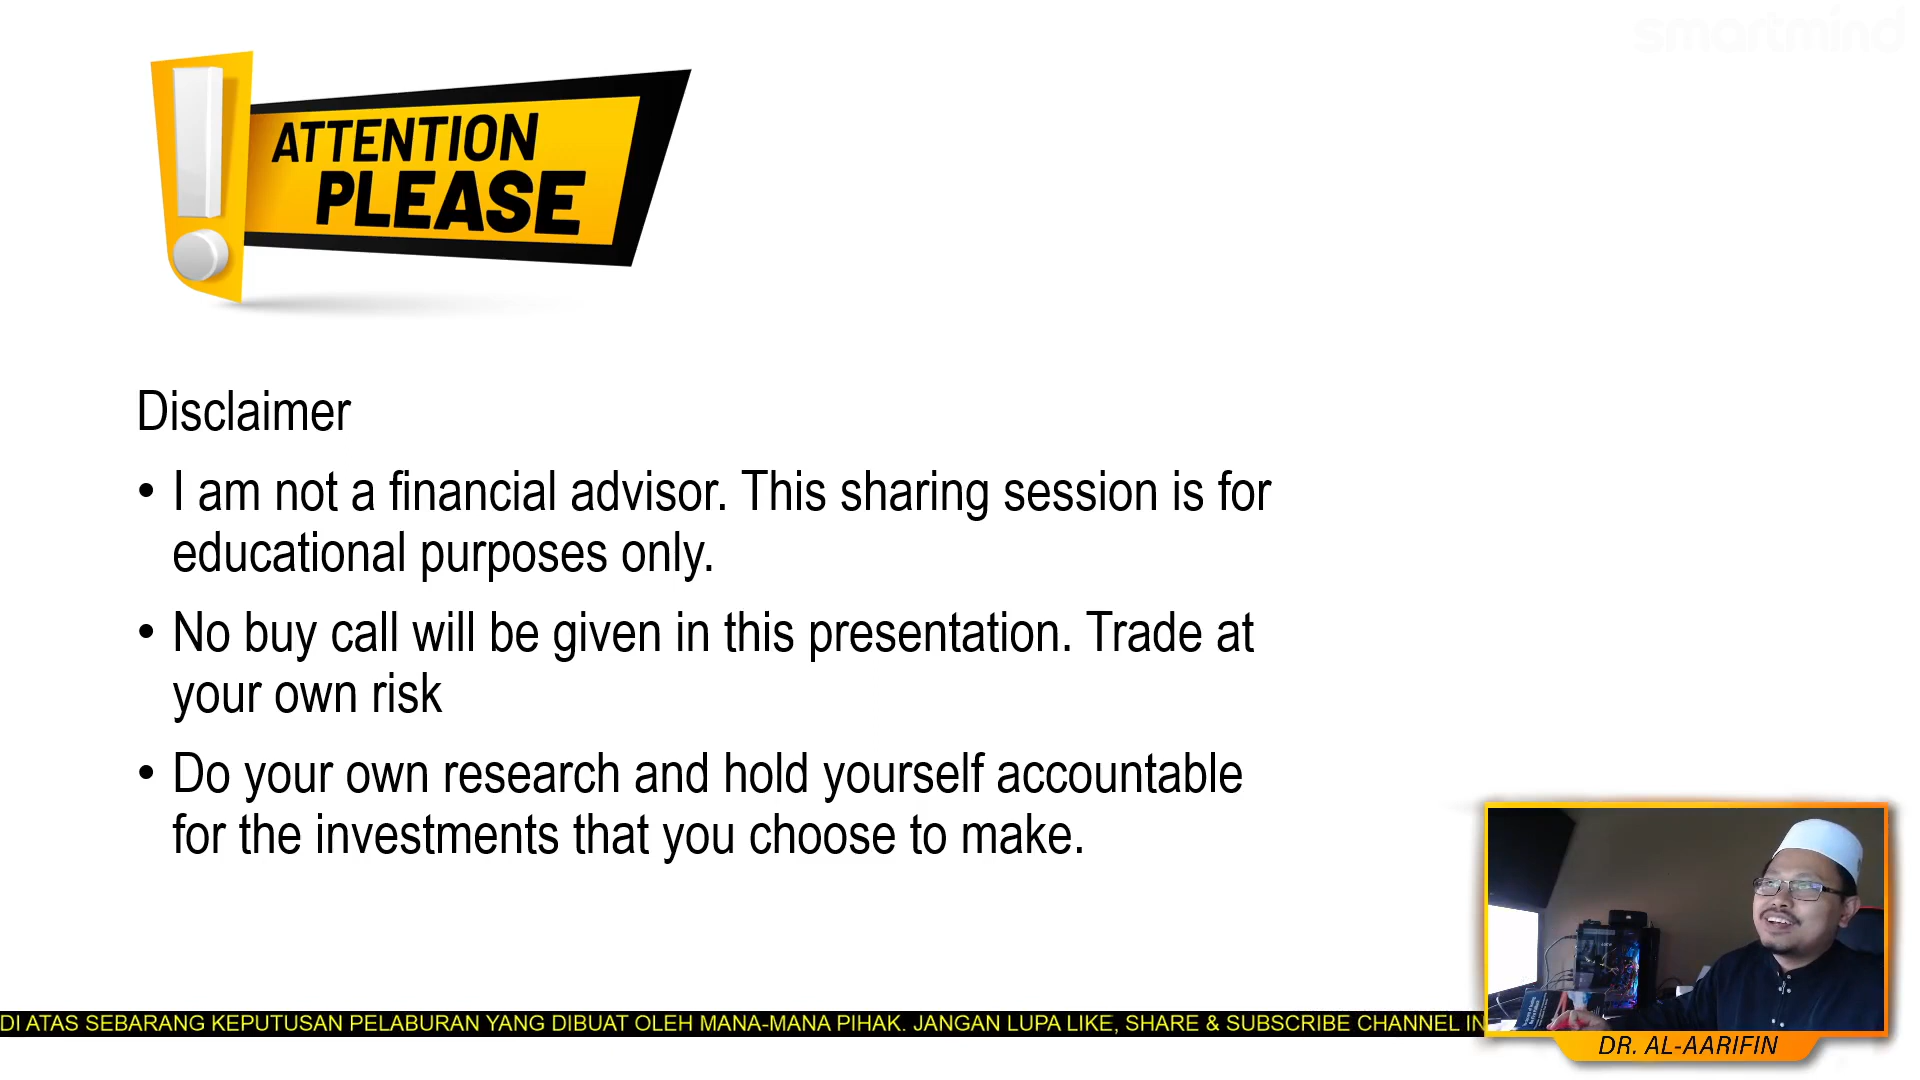 smartmind
ATTENTION
PLEASE
Disclaimer
• I am not a financial advisor. This sharing session is for
educational purposes only.
• No buy call will be given in this presentation. Trade at
your own risk
• Do your own research and hold yourself accountable
for the investments that you choose to make.
DI ATAS SEBARANG KEPUTUSAN PELABURAN YANG DIBUAT OLEH MANA-MANA PIHAK. JANGAN LUPA LIKE, SHARE & SUBSCRIBE CHANNEL IN
DR. AL-AARIFIN